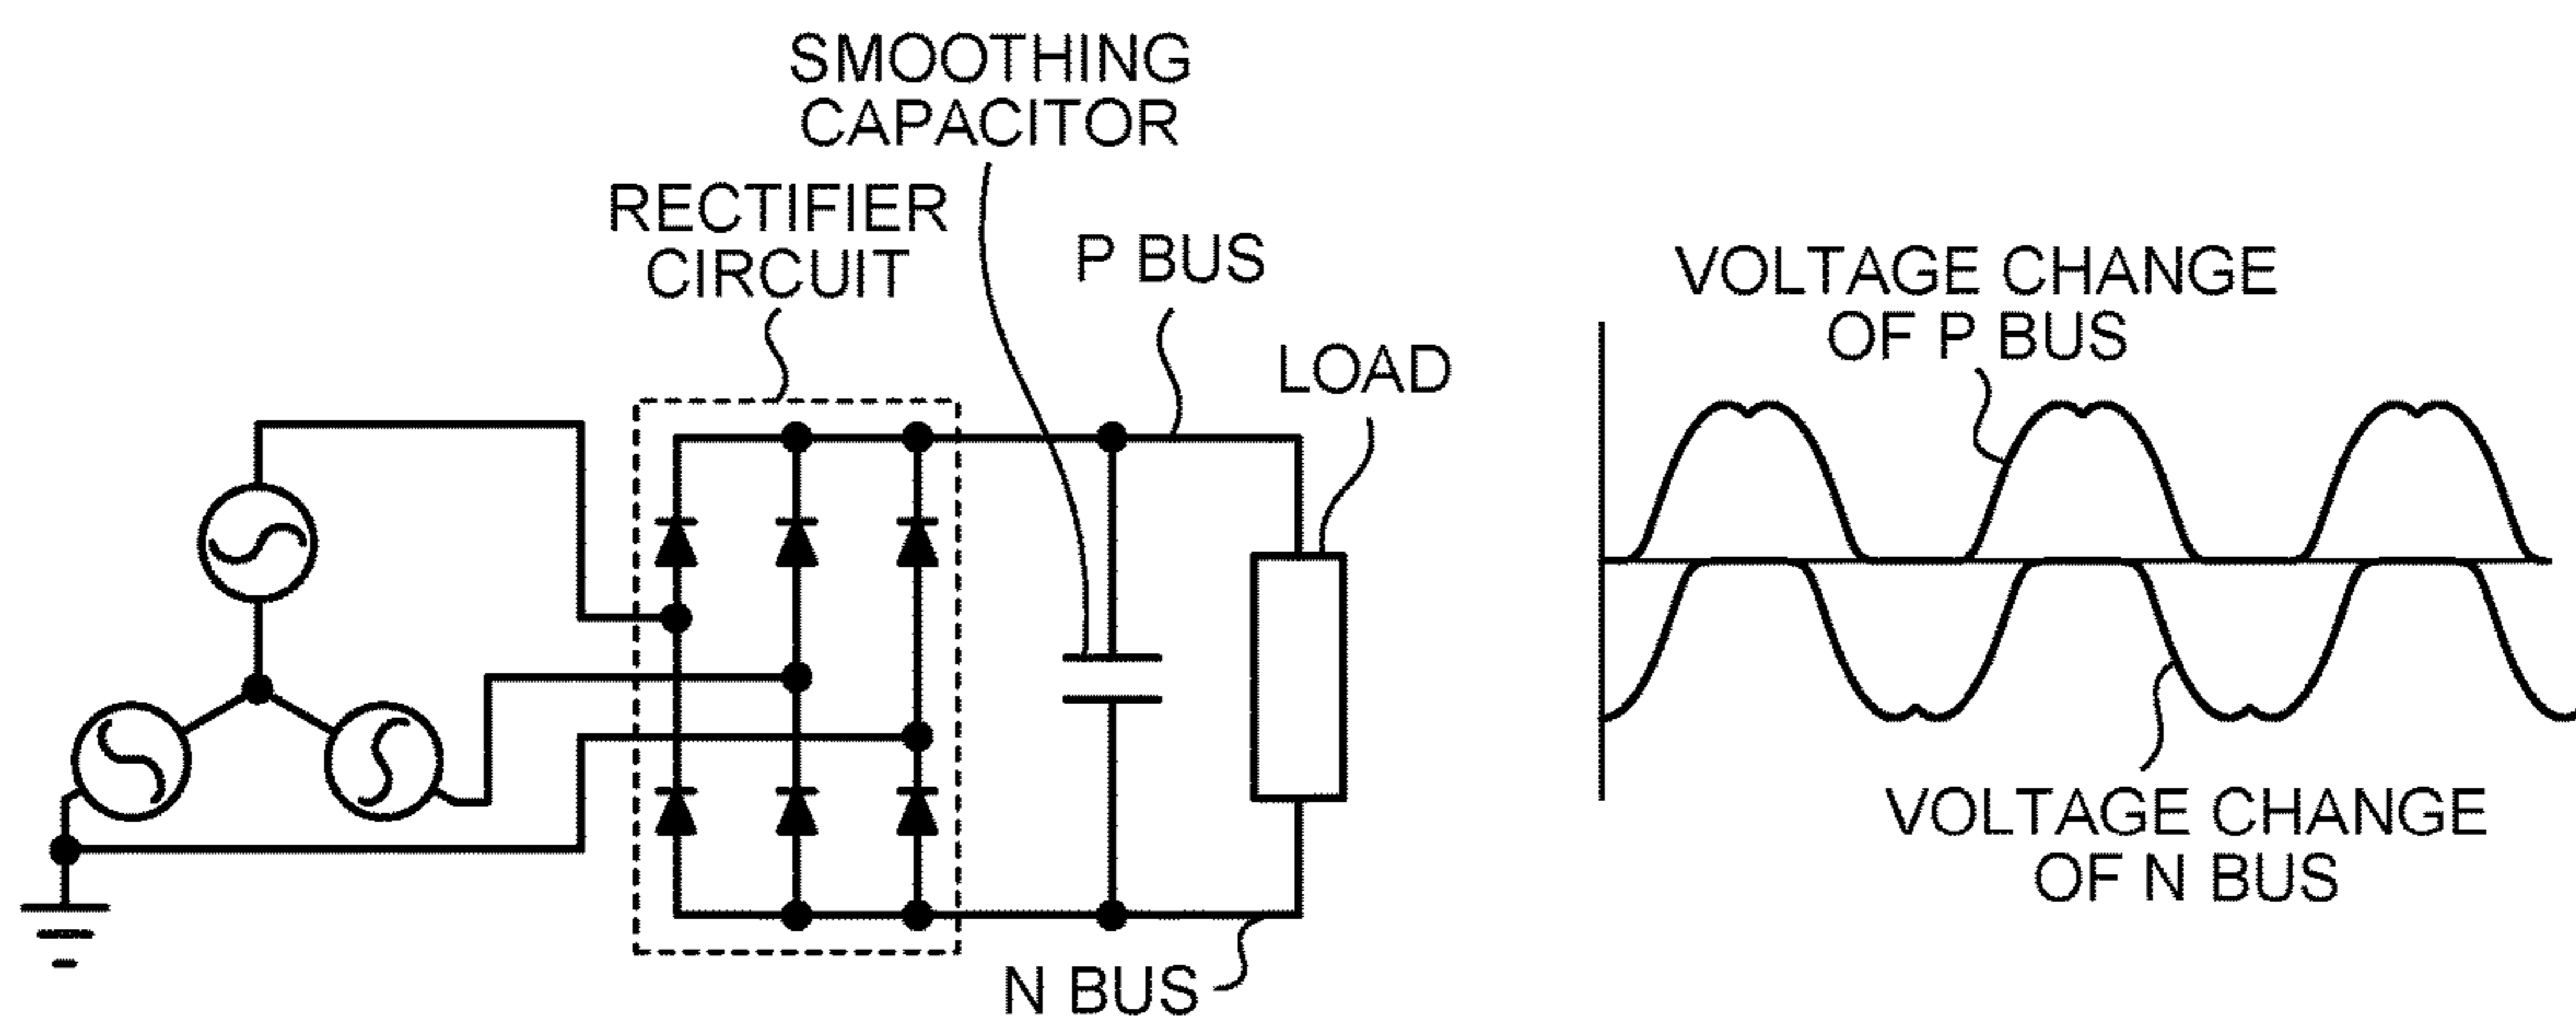 SMOOTHING
CAPACITOR
RECTIFIER
CIRCUIT
P BUS
LOAD
N BUS
VOLTAGE CHANGE
OF P BUS
VOLTAGE CHANGE
OF N BUS